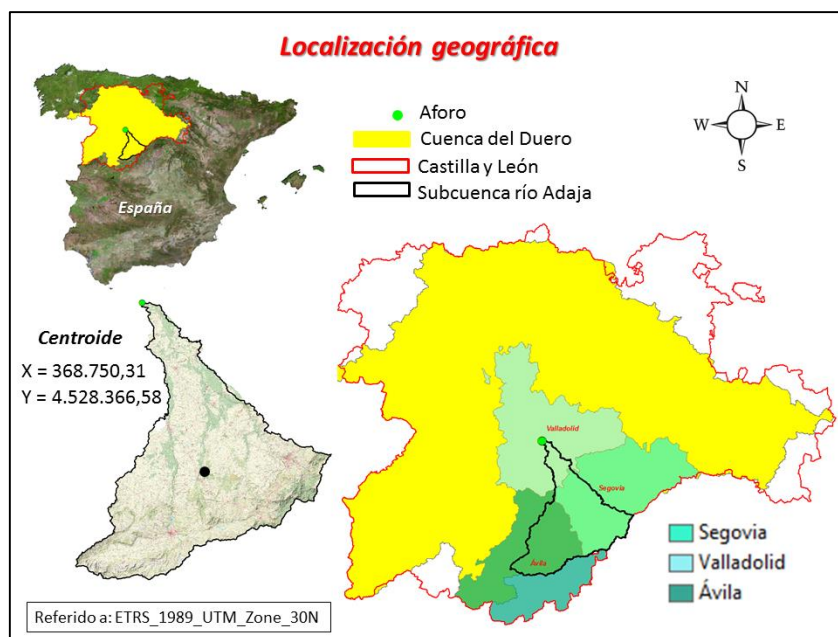 Localización geográfica
Aforo
Cuenca del Duero
Castilla y León
Subcuenca río Adaja
N
W
E
S
España
Centroide
X = 368.750,31
Y = 4.528.366,58
Valladolid
Segovia
Ávila
Segovia
Valladolid
Ávila
Referido a: ETRS_1989_UTM_Zone_30N